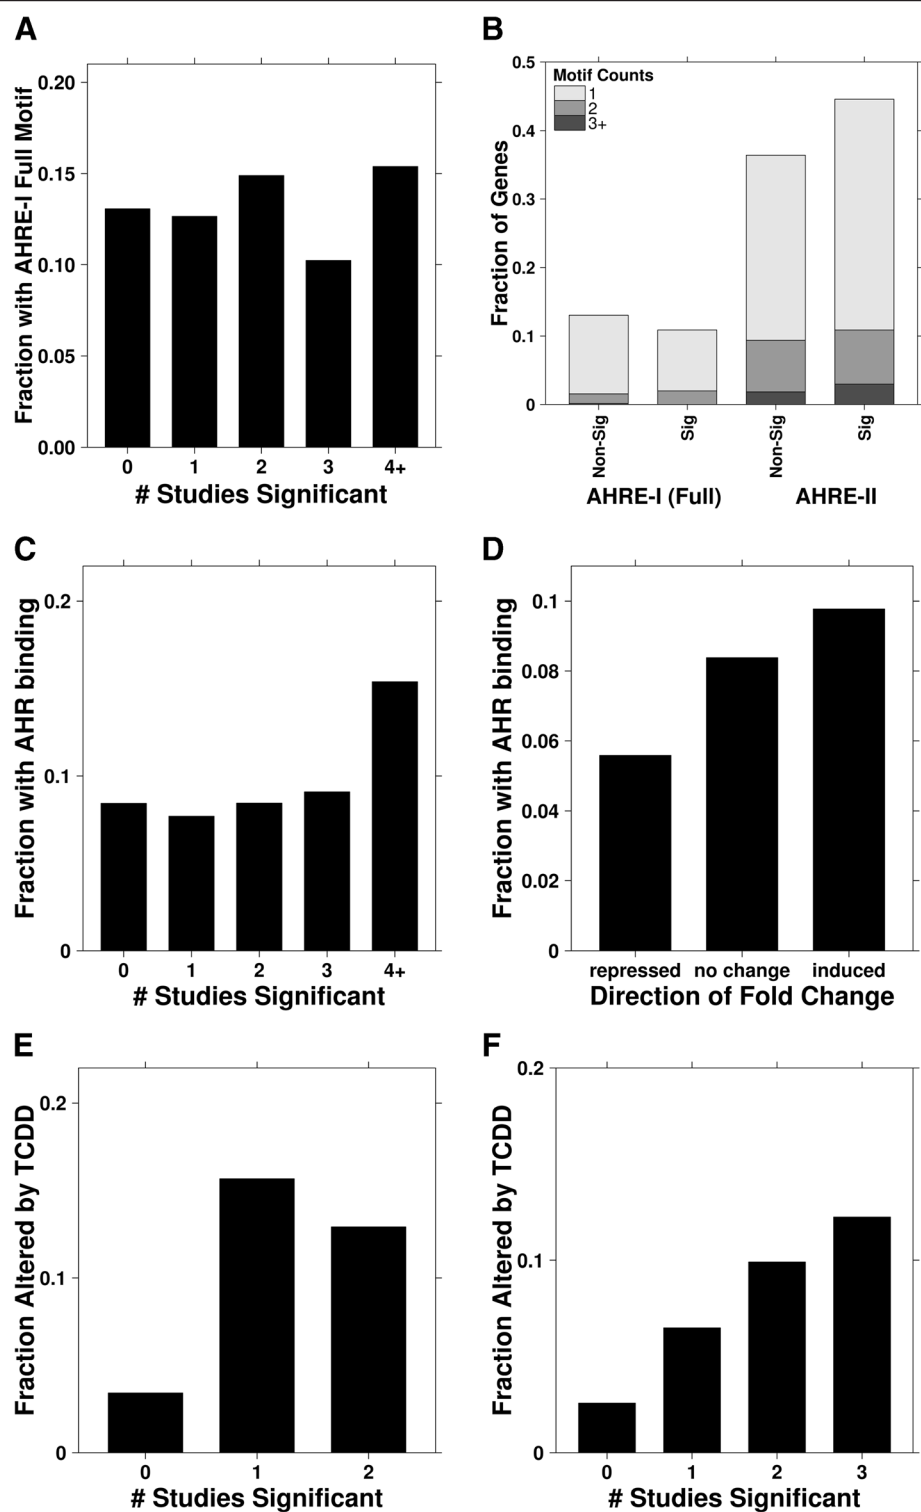 A
Fraction with AHRE-I Full Motif
0.20
0.15
0.10
0.05
0.00
0 1 2 3 4+
# Studies Significant
B
Fraction of Genes
0.5
0.4
0.3
0.2
0.1
0
Motif Counts
1
2
3+
Non-Sig Sig Non-Sig Sig
AHRE-I (Full) AHRE-II
C
Fraction with AHR binding
0.2
0.1
0
0 1 2 3 4+
# Studies Significant
D
Fraction with AHR binding
0.1
0.08
0.06
0.04
0.02
0
repressed no change induced
Direction of Fold Change
E
Fraction Altered by TCDD
0.2
0.1
0
0 1 2
# Studies Significant
F
Fraction Altered by TCDD
0.2
0.1
0
0 1 2 3
# Studies Significant